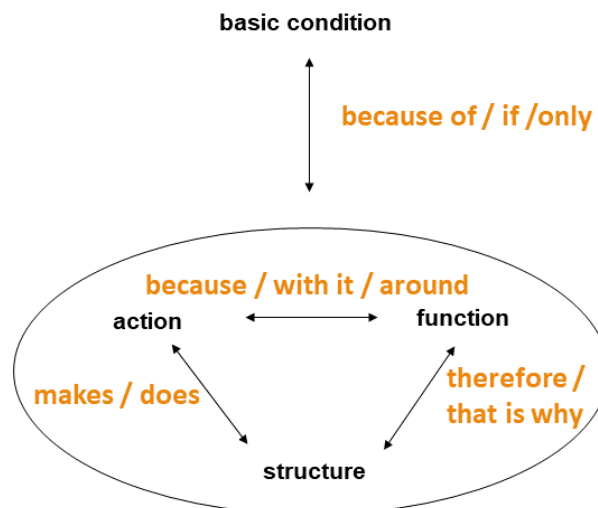 basic condition
because of / if /only
because / with it / around
action
function
makes / does
therefore /
that is why
structure